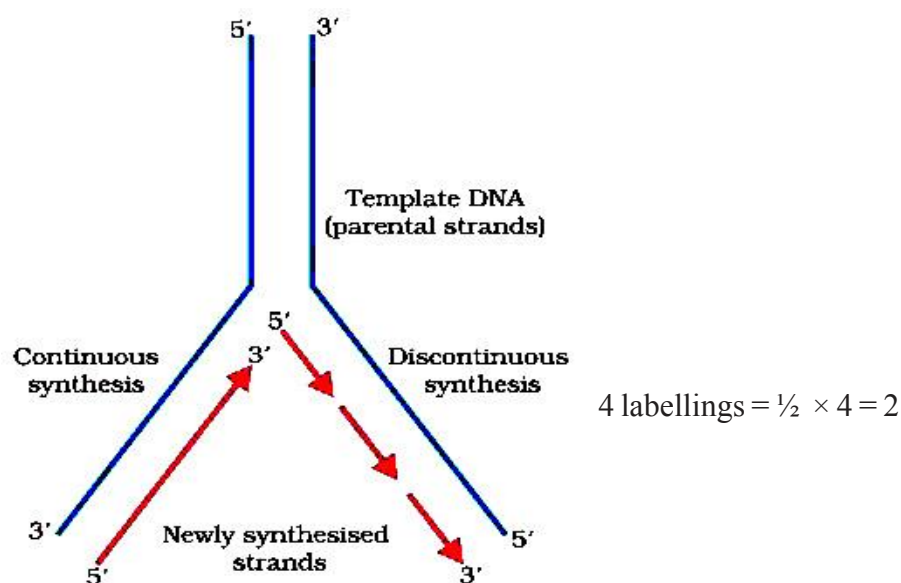 5′ 3′
Template DNA
(parental strands)
5′
3′
Continuous
synthesis
Discontinuous
synthesis
4 labellings = ½ × 4 = 2
3′
Newly synthesised
strands
5′
5′
3′